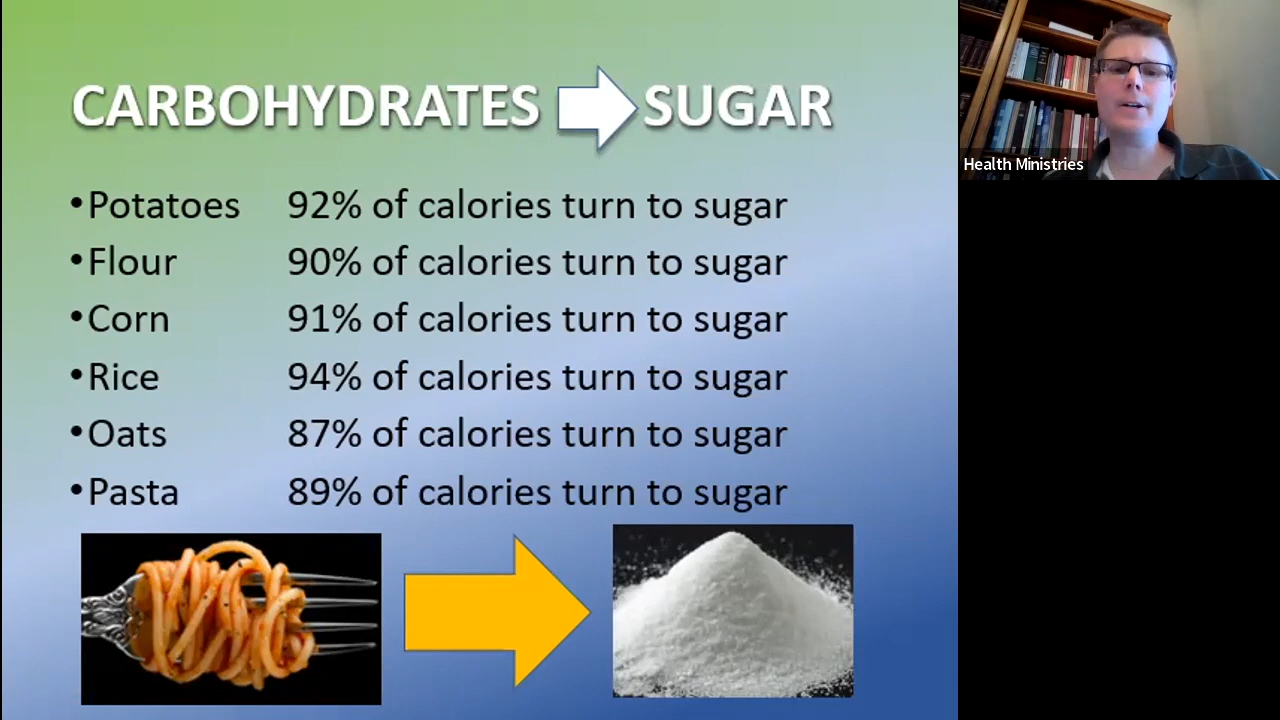 CARBOHYDRATES SUGAR
• Potatoes 92% of calories turn to sugar
• Flour 90% of calories turn to sugar
• Corn 91% of calories turn to sugar
• Rice 94% of calories turn to sugar
• Oats 87% of calories turn to sugar
• Pasta 89% of calories turn to sugar
Health Ministries